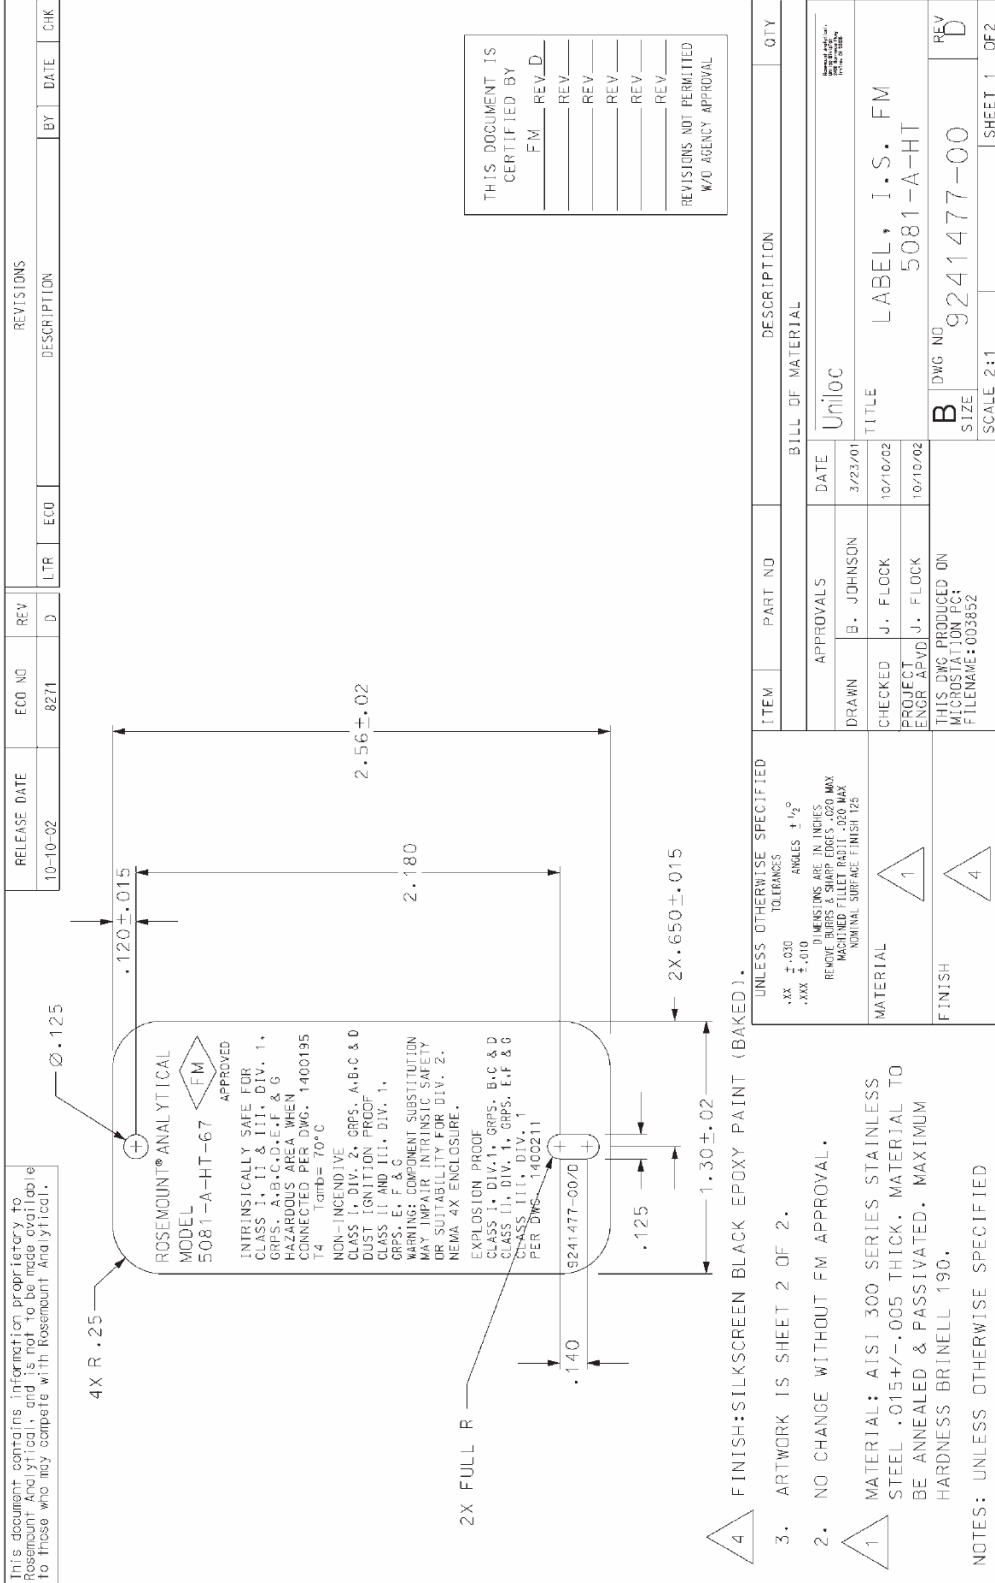 This document contains information proprietary to
Rosemount Analytical, and is not to be made available
to those who may compete with Rosemount Analytical.
RELEASE DATE
ECO NO
REV
10-10-02
8271
D
REVISIONS
LTR
ECO
DESCRIPTION
BY
DATE
CHK
4X R .25
Ø.125
.120±.015
2.180
2.56±.02
ROSEMOUNT® ANALYTICAL
MODEL
5081-A-HT-67
FM
APPROVED
INTRINSICALLY SAFE FOR
CLASS I, II & III, DIV. 1,
GRPS. A,B,C,D,E,F & G
HAZARDOUS AREA WHEN
CONNECTED PER DWG. 1400195
T4 Tamb= 70°C
NON-INCENDIVE
CLASS I, DIV. 2, GRPS. A,B,C & D
DUST IGNITION PROOF
CLASS II AND III, DIV. 1,
GRPS. E, F & G
WARNING: COMPONENT SUBSTITUTION
MAY IMPAIR INTRINSIC SAFETY
OR SUITABILITY FOR DIV. 2.
NEMA 4X ENCLOSURE.
EXPLOSION PROOF
CLASS I, DIV.1, GRPS. B,C & D
CLASS II, DIV. 1, GRPS. E,F & G
CLASS III, DIV. 1
PER DWG. 1400211
9241477-00/D
2X FULL R
.140
.125
1.30±.02
2X.650±.015
THIS DOCUMENT IS
CERTIFIED BY
FM REV D
REV
REV
REV
REV
REV
REVISIONS NOT PERMITTED
W/O AGENCY APPROVAL
4 FINISH:SILKSCREEN BLACK EPOXY PAINT (BAKED).
3. ARTWORK IS SHEET 2 OF 2.
2. NO CHANGE WITHOUT FM APPROVAL.
1 MATERIAL: AISI 300 SERIES STAINLESS
STEEL .015+/-.005 THICK. MATERIAL TO
BE ANNEALED & PASSIVATED. MAXIMUM
HARDNESS BRINELL 190.
NOTES: UNLESS OTHERWISE SPECIFIED
UNLESS OTHERWISE SPECIFIED
TOLERANCES
.XX ±.030 ANGLES ± 1/2°
.XXX ±.010
DIMENSIONS ARE IN INCHES
REMOVE BURRS & SHARP EDGES .020 MAX
MACHINED FILLET RADII .020 MAX
NOMINAL SURFACE FINISH 125
MATERIAL
1
FINISH
4
ITEM
PART NO
DESCRIPTION
QTY
BILL OF MATERIAL
APPROVALS
DATE
DRAWN
B. JOHNSON
3/23/01
CHECKED
J. FLOCK
10/10/02
PROJECT
ENGR APVD
J. FLOCK
10/10/02
THIS DWG PRODUCED ON
MICROSTATION PC:
FILENAME:003852
Uniloc
TITLE
LABEL, I.S. FM
5081-A-HT
B
SIZE
DWG NO
9241477-00
REV
D
SCALE 2:1
SHEET 1 OF2